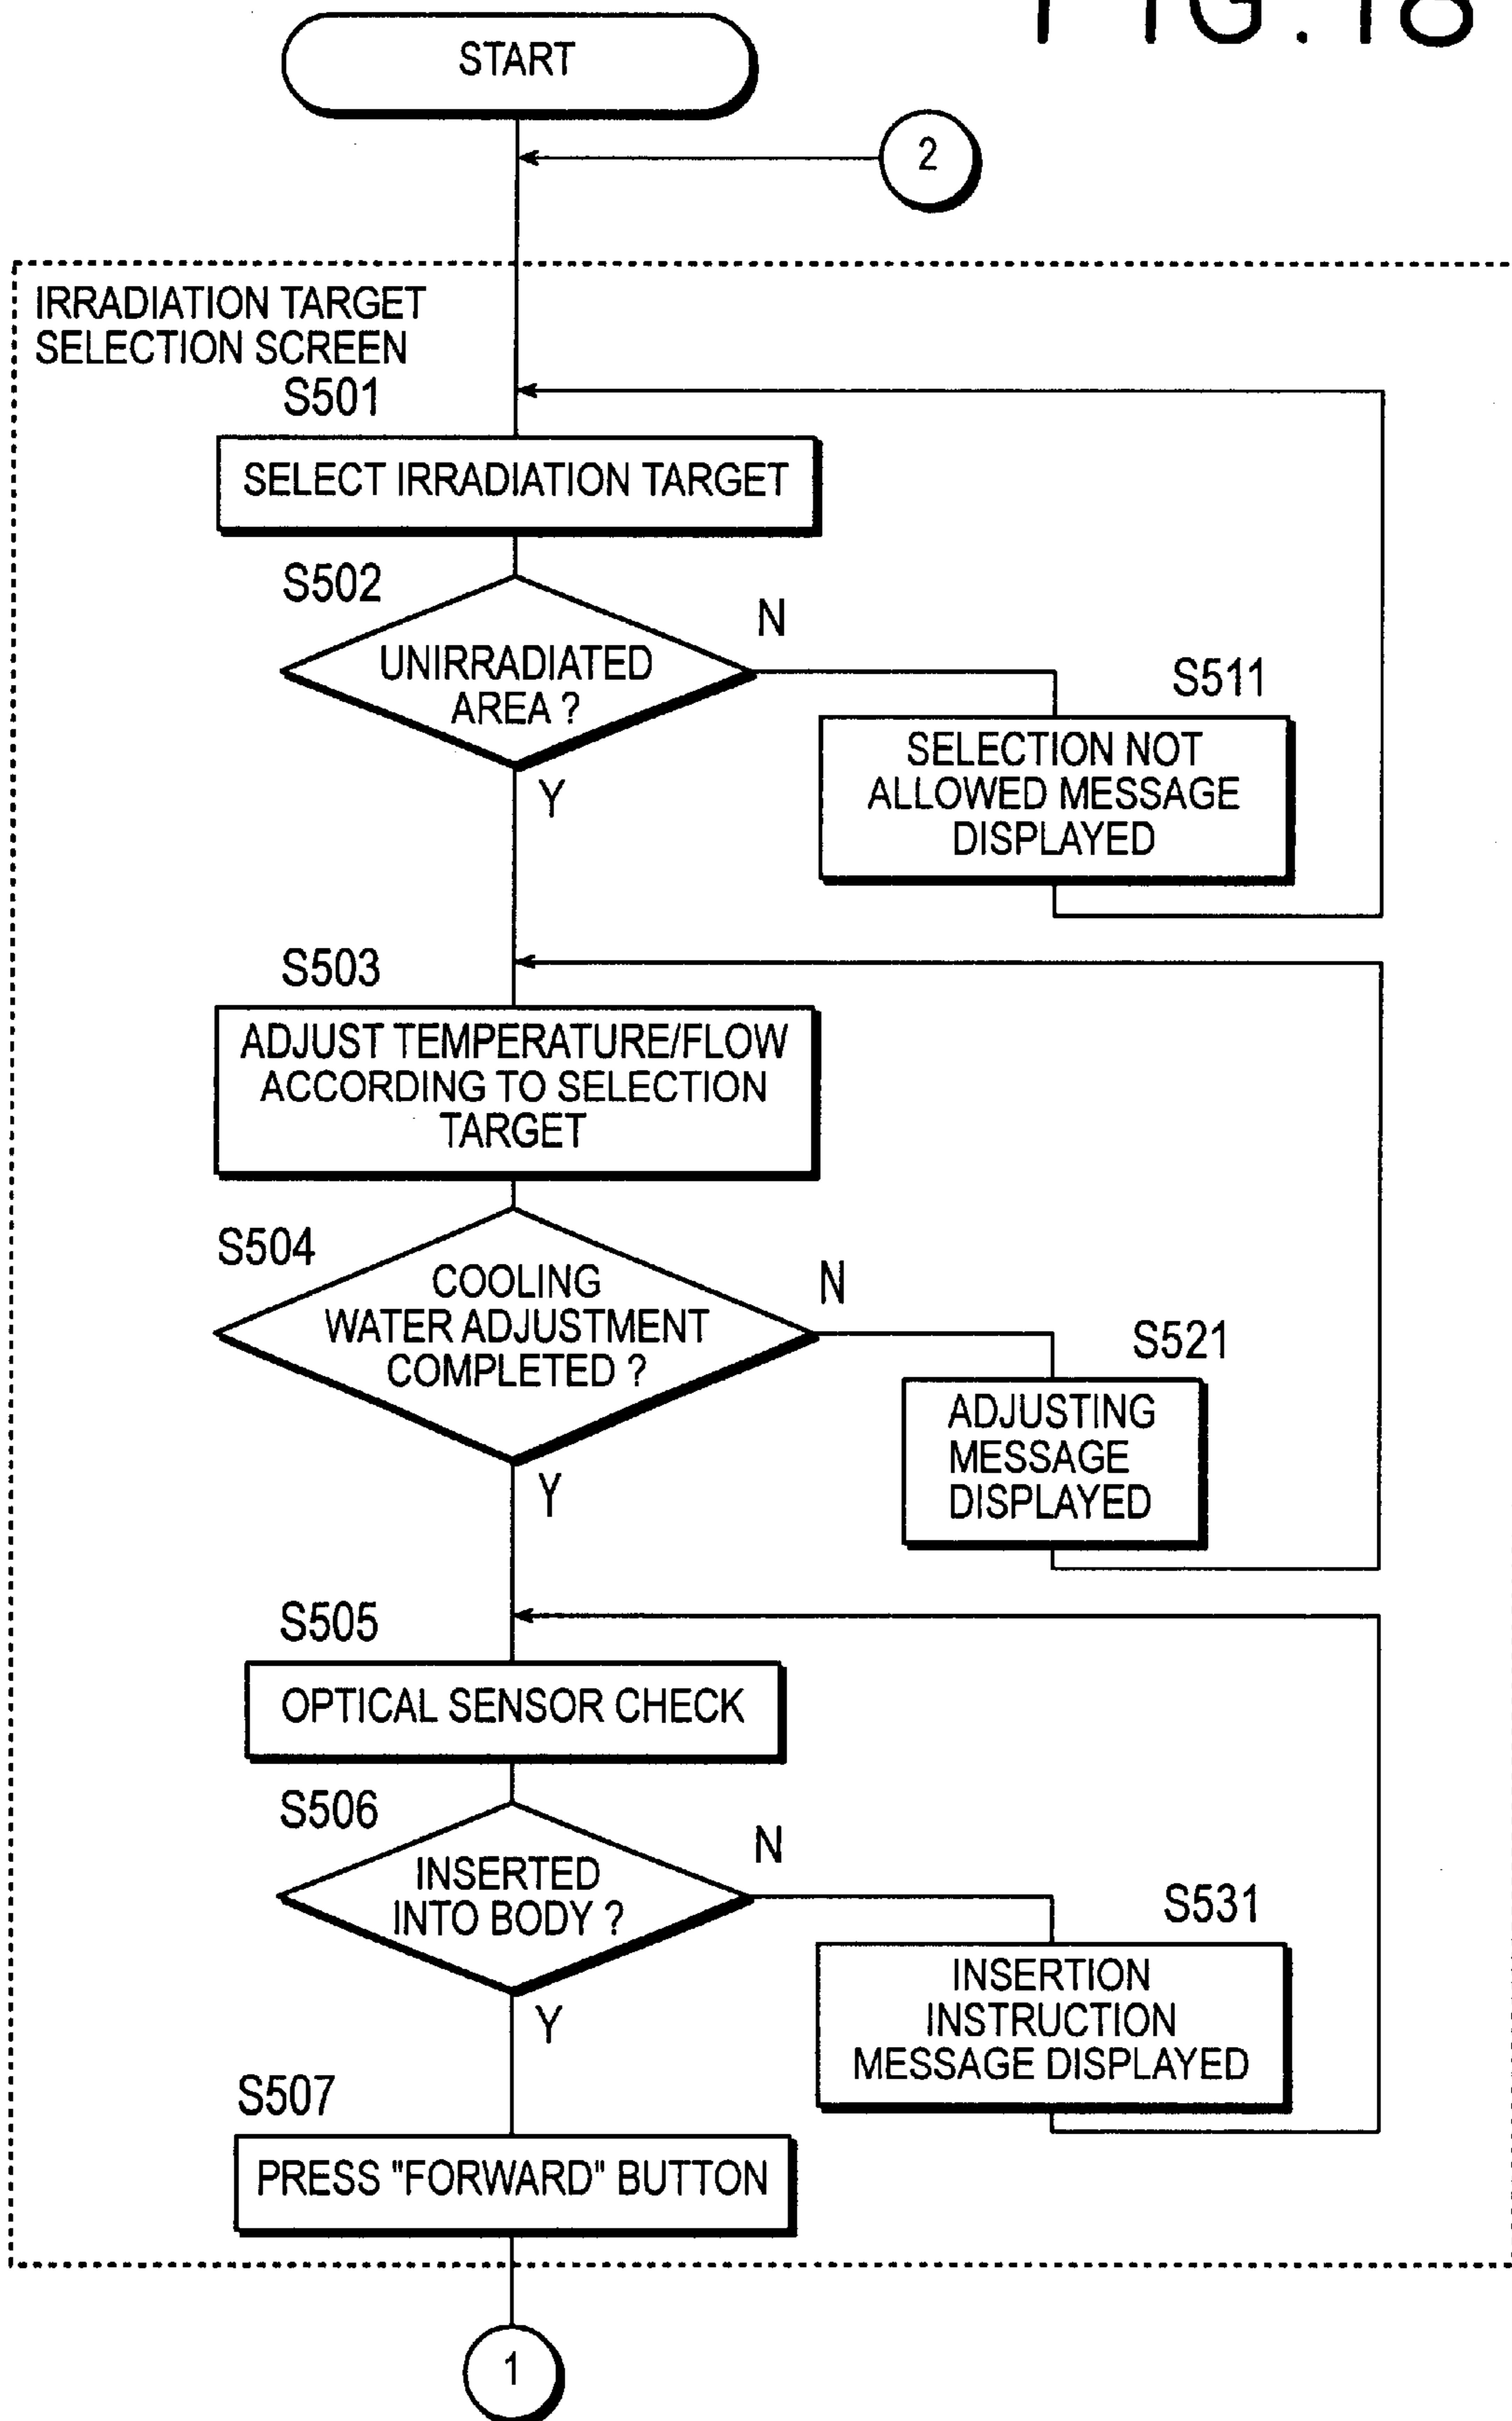 FIG.18
START
2
IRRADIATION TARGET
SELECTION SCREEN
S501
SELECT IRRADIATION TARGET
S502
UNIRRADIATED
AREA ?
N
Y
S511
SELECTION NOT
ALLOWED MESSAGE
DISPLAYED
S503
ADJUST TEMPERATURE/FLOW
ACCORDING TO SELECTION
TARGET
S504
COOLING
WATER ADJUSTMENT
COMPLETED ?
N
Y
S521
ADJUSTING
MESSAGE
DISPLAYED
S505
OPTICAL SENSOR CHECK
S506
INSERTED
INTO BODY ?
N
Y
S531
INSERTION
INSTRUCTION
MESSAGE DISPLAYED
S507
PRESS "FORWARD" BUTTON
1